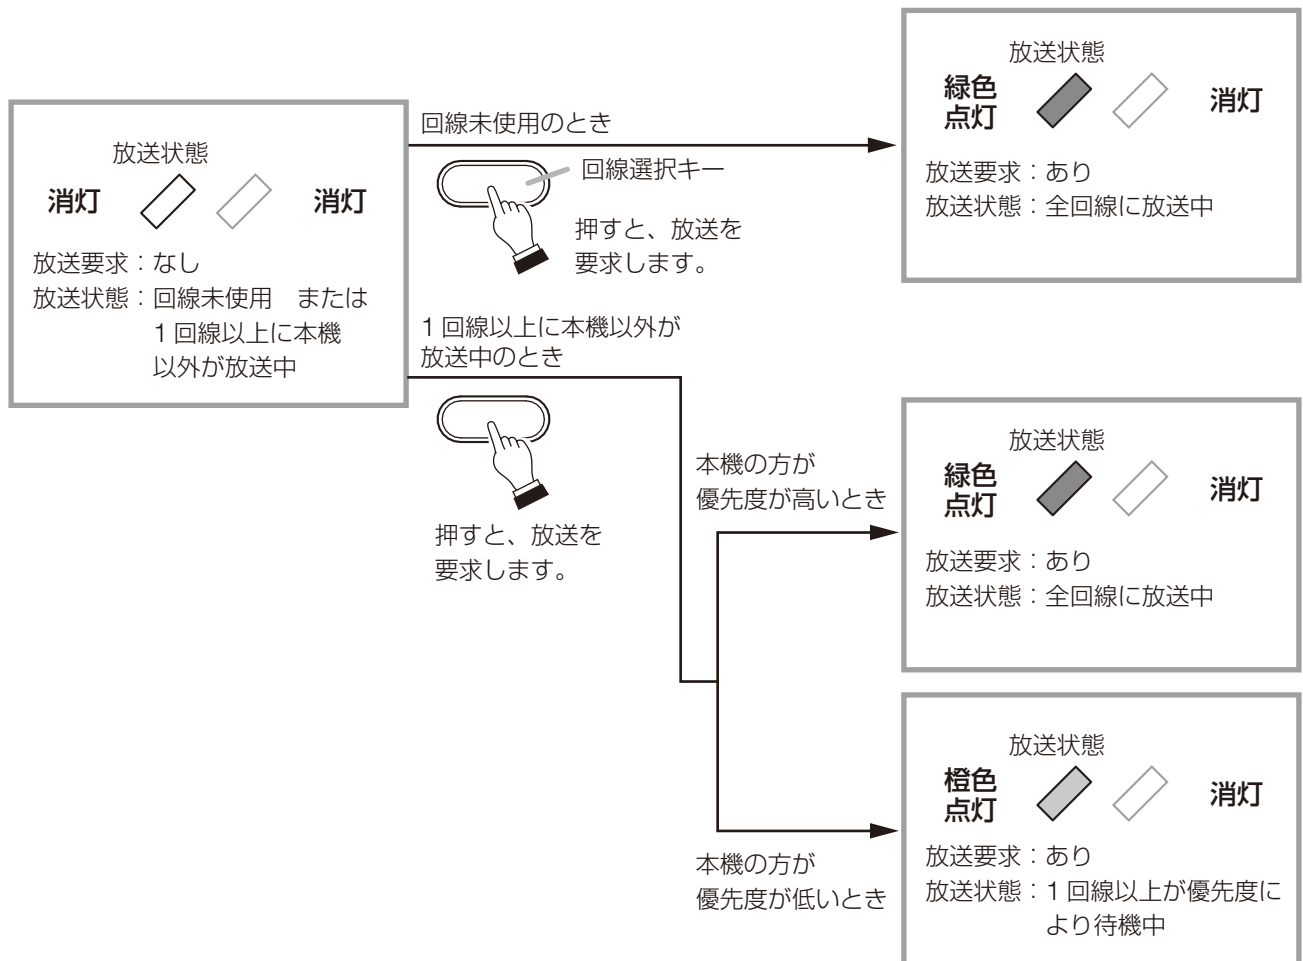 放送状態
消灯
消灯
放送要求：なし
放送状態：回線未使用　または
1 回線以上に本機
以外が放送中
回線未使用のとき
回線選択キー
押すと、放送を
要求します。
放送状態
緑色
点灯
消灯
放送要求：あり
放送状態：全回線に放送中
1 回線以上に本機以外が
放送中のとき
押すと、放送を
要求します。
本機の方が
優先度が高いとき
放送状態
緑色
点灯
消灯
放送要求：あり
放送状態：全回線に放送中
本機の方が
優先度が低いとき
放送状態
橙色
点灯
消灯
放送要求：あり
放送状態：1 回線以上が優先度に
より待機中